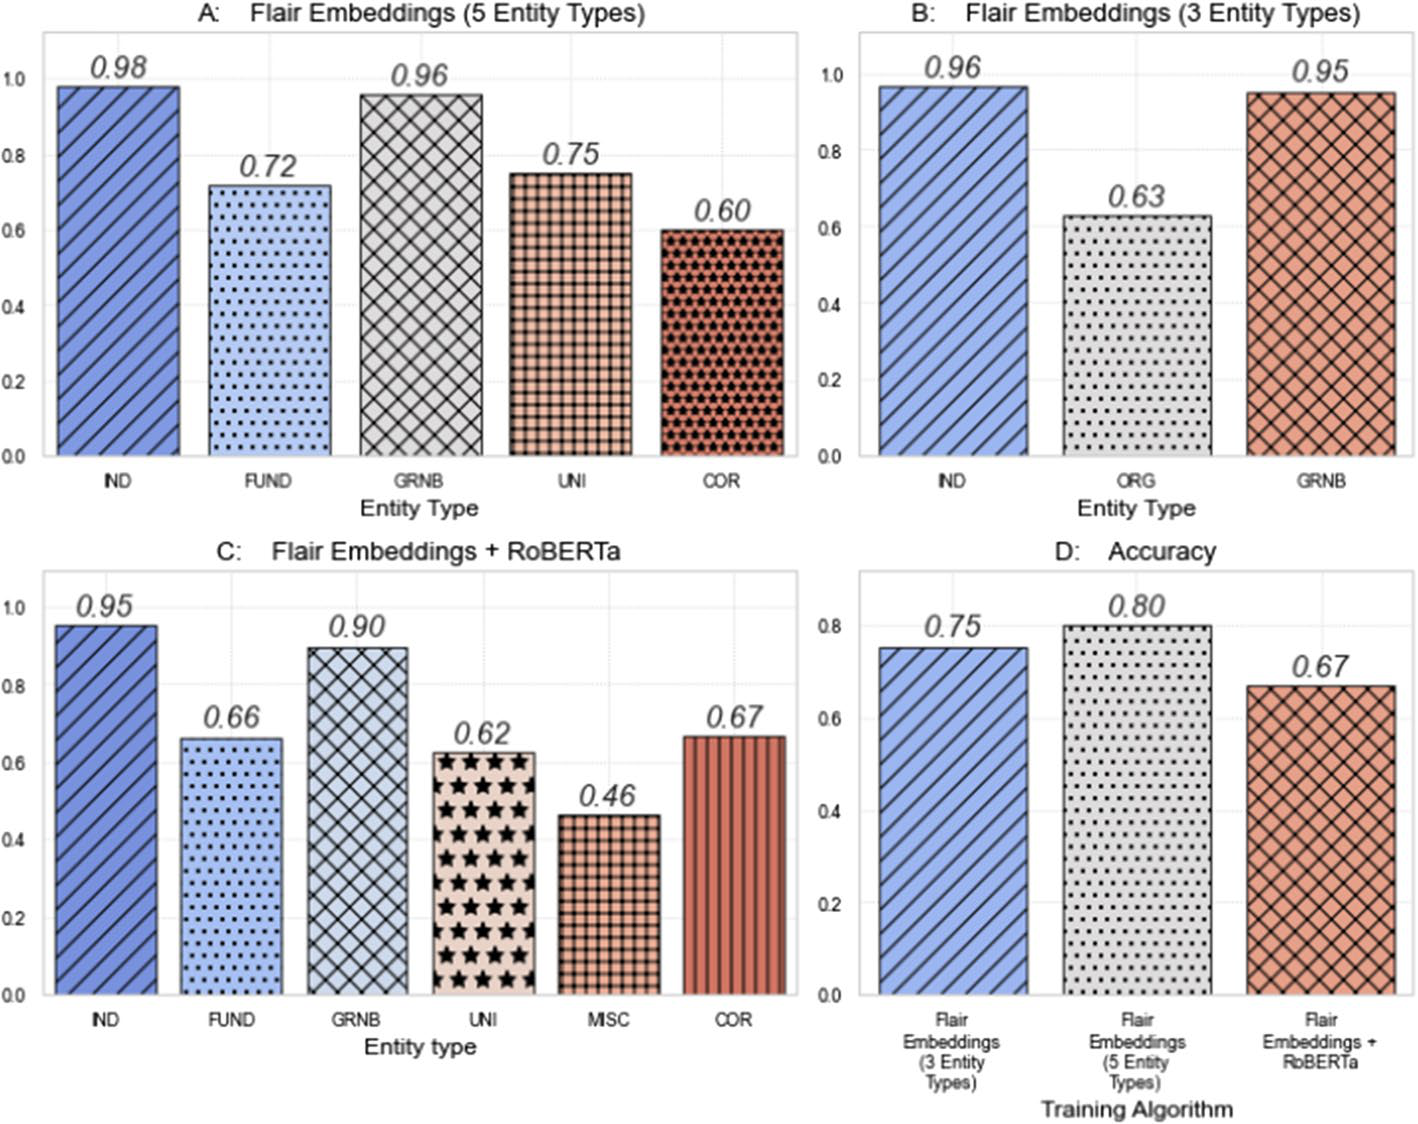 A: Flair Embeddings (5 Entity Types)
1.0
0.8
0.6
0.4
0.2
0.0
0.98
0.72
0.96
0.75
0.60
IND FUND GRNB UNI COR
Entity Type
B: Flair Embeddings (3 Entity Types)
1.0
0.8
0.6
0.4
0.2
0.0
0.96
0.63
0.95
IND ORG GRNB
Entity Type
C: Flair Embeddings + RoBERTa
1.0
0.8
0.6
0.4
0.2
0.0
0.95
0.66
0.90
0.62
0.46
0.67
IND FUND GRNB UNI MISC COR
Entity type
D: Accuracy
0.8
0.6
0.4
0.2
0.0
0.75
0.80
0.67
Flair
Embeddings
(3 Entity
Types)
Flair
Embeddings
(5 Entity
Types)
Flair
Embeddings +
RoBERTa
Training Algorithm